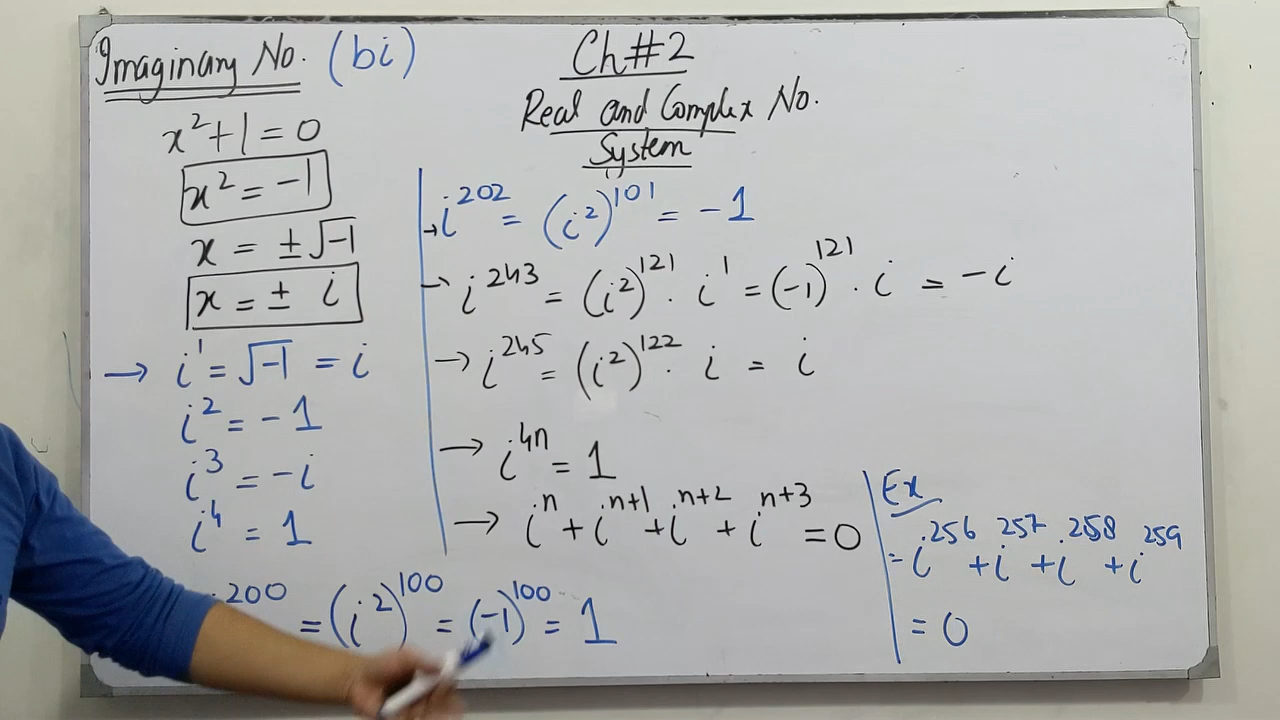 Imaginary No. (bi)
x² + 1 = 0
x² = -1
x = ± √-1
x = ± i
→ i¹ = √-1 = i
i² = -1
i³ = -i
i⁴ = 1
i²⁰⁰ = (i²)¹⁰⁰ = (-1)¹⁰⁰ = 1
Ch#2
Real and Complex No.
System
→ i²⁰² = (i²)¹⁰¹ = -1
→ i²⁴³ = (i²)¹²¹ · i¹ = (-1)¹²¹ · i = -i
→ i²⁴⁵ = (i²)¹²² · i = i
→ i⁴ⁿ = 1
→ iⁿ + iⁿ⁺¹ + iⁿ⁺² + iⁿ⁺³ = 0
Ex
= i²⁵⁶ + i²⁵⁷ + i²⁵⁸ + i²⁵⁹
= 0